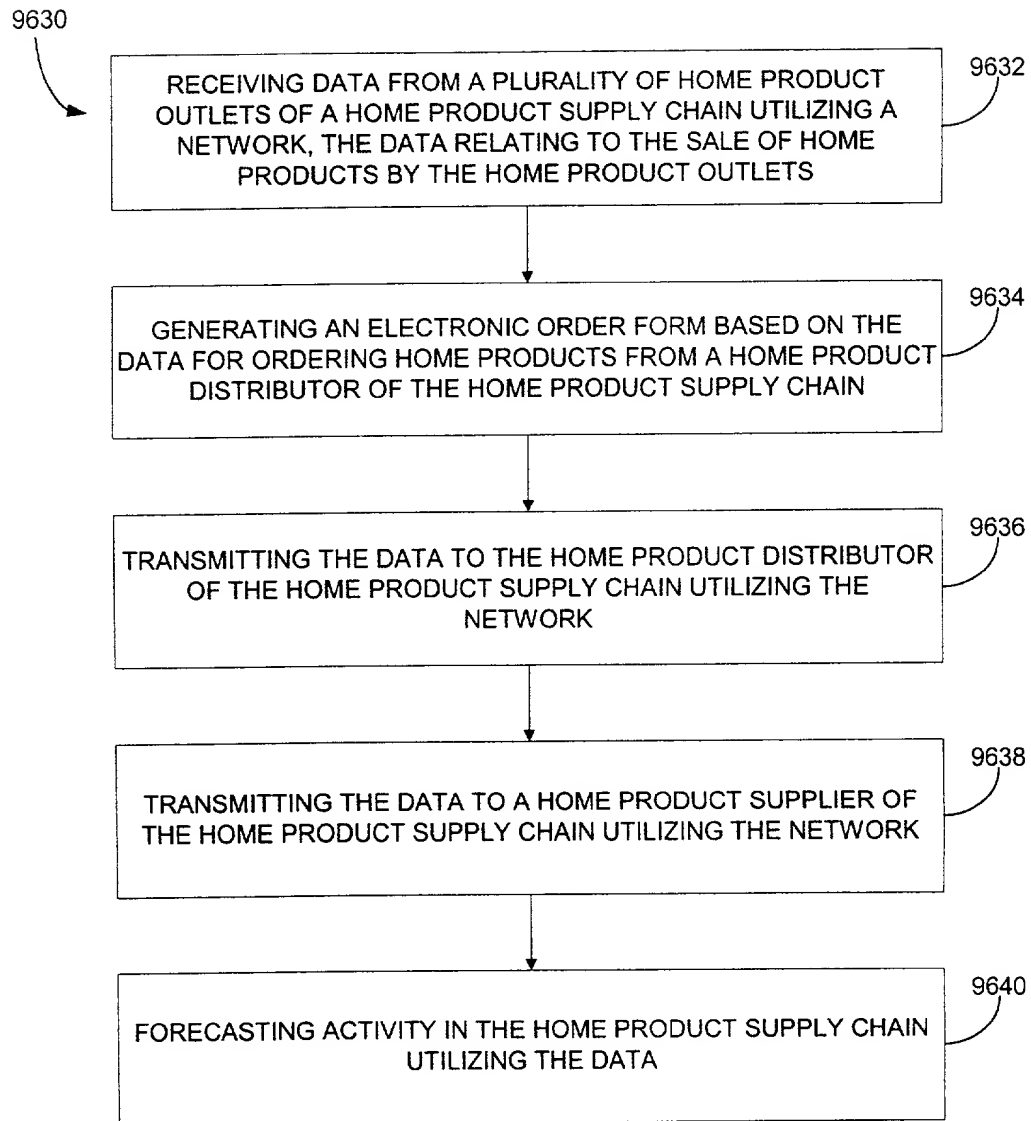 9630
9632
RECEIVING DATA FROM A PLURALITY OF HOME PRODUCT
OUTLETS OF A HOME PRODUCT SUPPLY CHAIN UTILIZING A
NETWORK, THE DATA RELATING TO THE SALE OF HOME
PRODUCTS BY THE HOME PRODUCT OUTLETS
9634
GENERATING AN ELECTRONIC ORDER FORM BASED ON THE
DATA FOR ORDERING HOME PRODUCTS FROM A HOME PRODUCT
DISTRIBUTOR OF THE HOME PRODUCT SUPPLY CHAIN
9636
TRANSMITTING THE DATA TO THE HOME PRODUCT DISTRIBUTOR
OF THE HOME PRODUCT SUPPLY CHAIN UTILIZING THE
NETWORK
9638
TRANSMITTING THE DATA TO A HOME PRODUCT SUPPLIER OF
THE HOME PRODUCT SUPPLY CHAIN UTILIZING THE NETWORK
9640
FORECASTING ACTIVITY IN THE HOME PRODUCT SUPPLY CHAIN
UTILIZING THE DATA